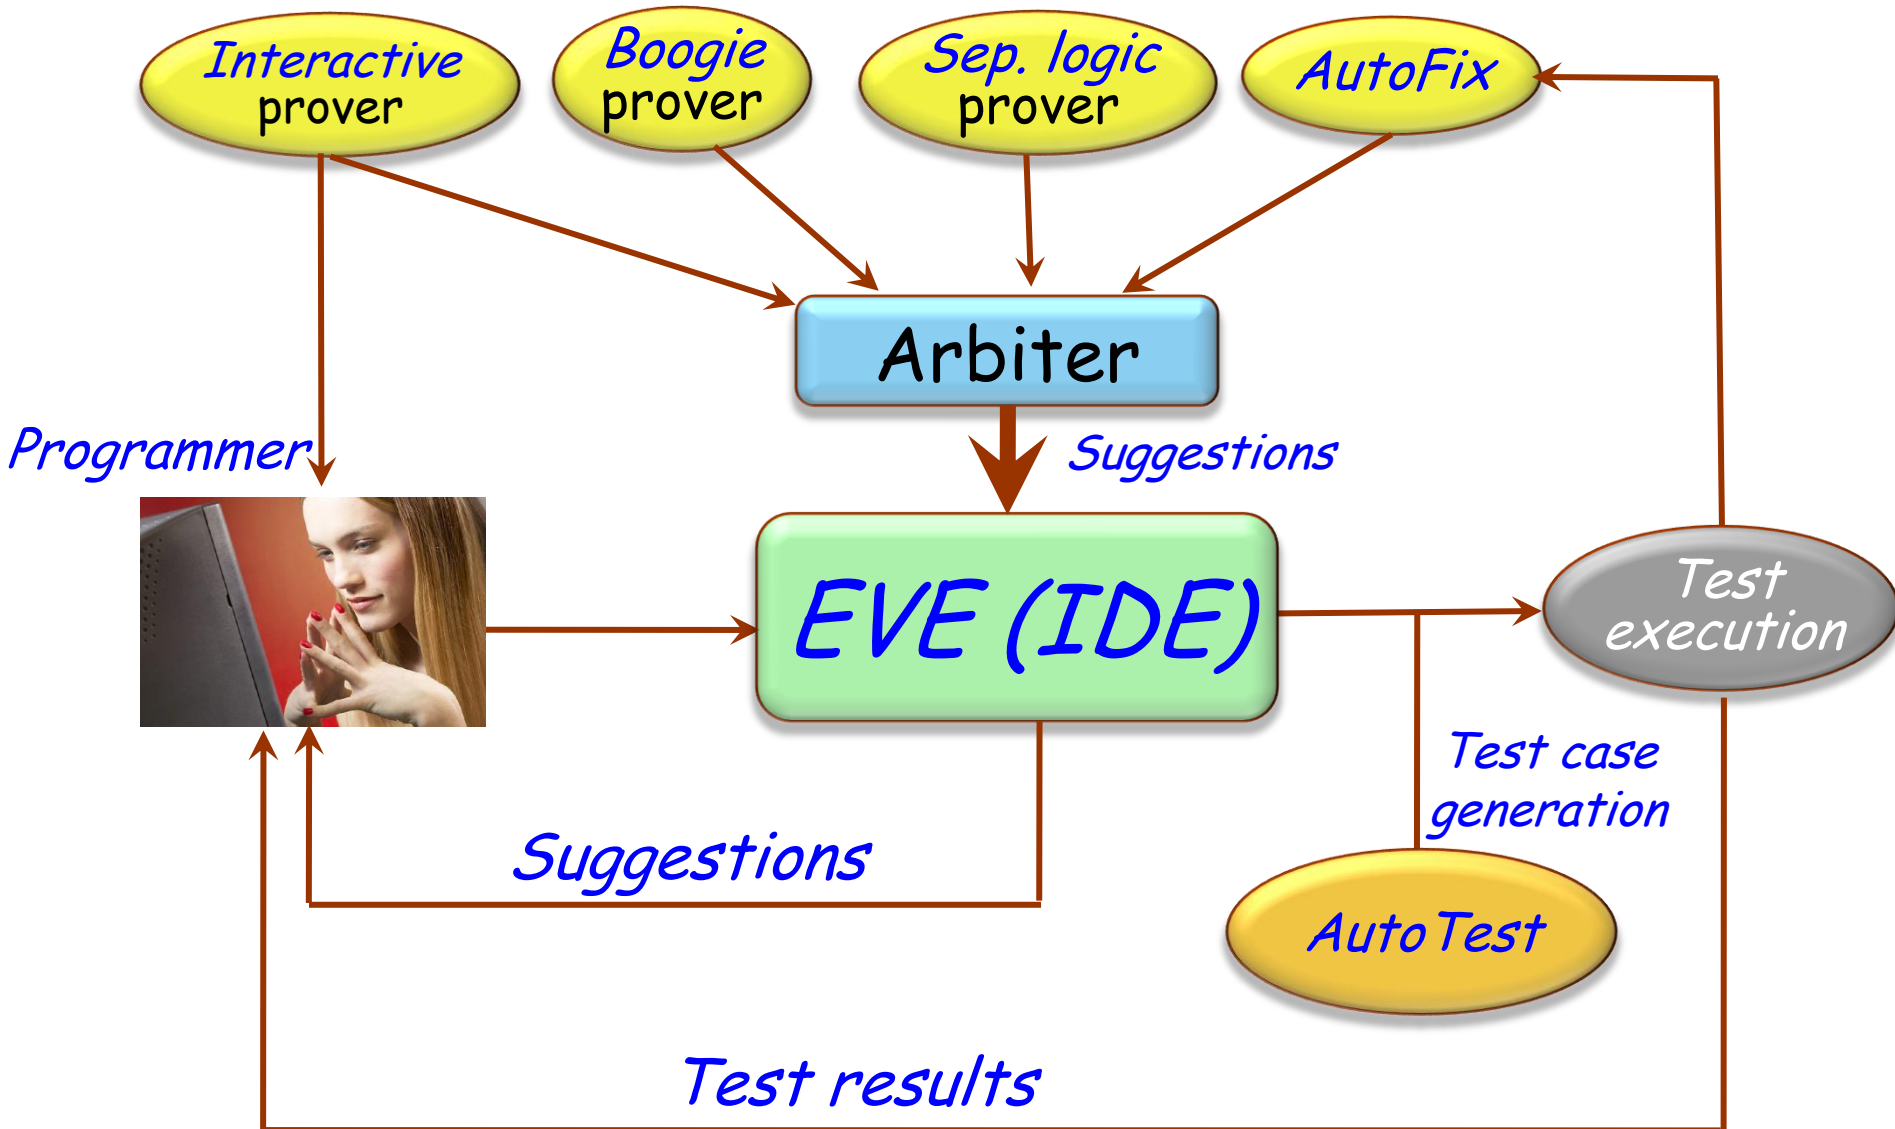 Interactive
prover
Boogie
prover
Sep. logic
prover
AutoFix
Arbiter
Programmer
Suggestions
EVE (IDE)
Test
execution
Test case
generation
Suggestions
AutoTest
Test results